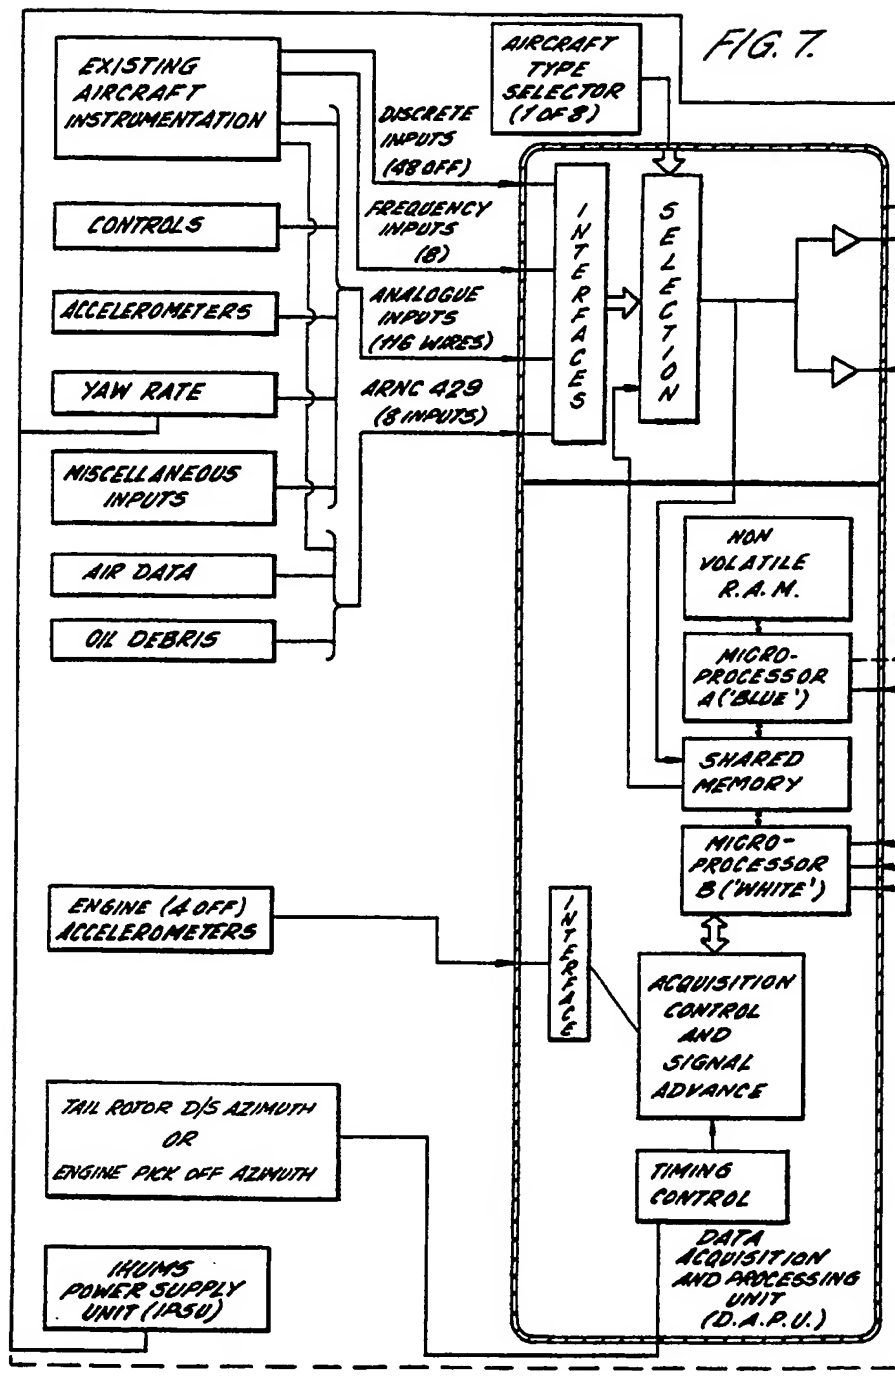 FIG. 7.
EXISTING
AIRCRAFT
INSTRUMENTATION
CONTROLS
ACCELEROMETERS
YAW RATE
MISCELLANEOUS
INPUTS
AIR DATA
OIL DEBRIS
DISCRETE
INPUTS
(48 OFF)
FREQUENCY
INPUTS
(8)
ANALOGUE
INPUTS
(116 WIRES)
ARNC 429
(8 INPUTS)
AIRCRAFT
TYPE
SELECTOR
(1 OF 8)
INTERFACES
SELECTION
NON
VOLATILE
R.A.M.
MICRO-
PROCESSOR
A ('BLUE')
SHARED
MEMORY
MICRO-
PROCESSOR
B ('WHITE')
ENGINE (4 OFF)
ACCELEROMETERS
INTERFACE
ACQUISITION
CONTROL
AND
SIGNAL
ADVANCE
TAIL ROTOR D/S AZIMUTH
OR
ENGINE PICK OFF AZIMUTH
TIMING
CONTROL
IHUMS
POWER SUPPLY
UNIT (IPSU)
DATA
ACQUISITION
AND PROCESSING
UNIT
(D.A.P.U.)